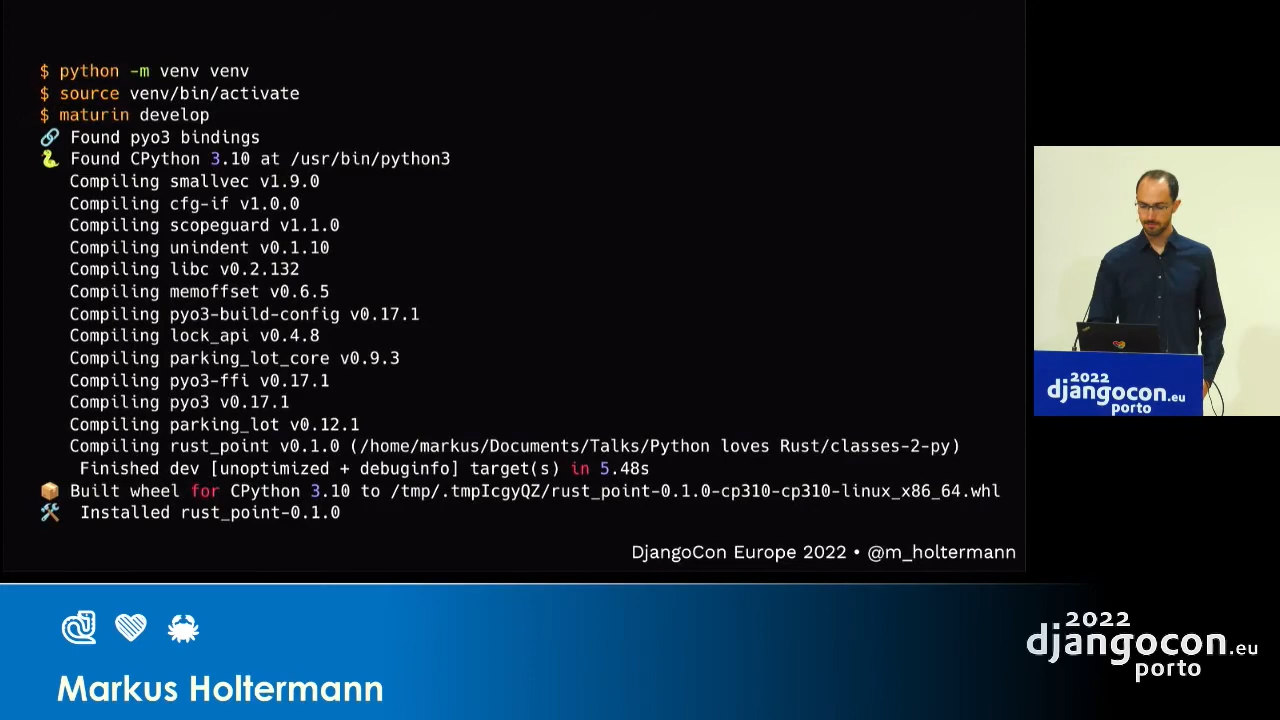 $ python -m venv venv
$ source venv/bin/activate
$ maturin develop
🔗 Found pyo3 bindings
🐍 Found CPython 3.10 at /usr/bin/python3
Compiling smallvec v1.9.0
Compiling cfg-if v1.0.0
Compiling scopeguard v1.1.0
Compiling unindent v0.1.10
Compiling libc v0.2.132
Compiling memoffset v0.6.5
Compiling pyo3-build-config v0.17.1
Compiling lock_api v0.4.8
Compiling parking_lot_core v0.9.3
Compiling pyo3-ffi v0.17.1
Compiling pyo3 v0.17.1
Compiling parking_lot v0.12.1
Compiling rust_point v0.1.0 (/home/markus/Documents/Talks/Python loves Rust/classes-2-py)
Finished dev [unoptimized + debuginfo] target(s) in 5.48s
📦 Built wheel for CPython 3.10 to /tmp/.tmpIcgyQZ/rust_point-0.1.0-cp310-cp310-linux_x86_64.whl
🛠 Installed rust_point-0.1.0
DjangoCon Europe 2022 • @m_holtermann
2022
djangocon.eu
porto
Markus Holtermann
2022
djangocon.eu
porto